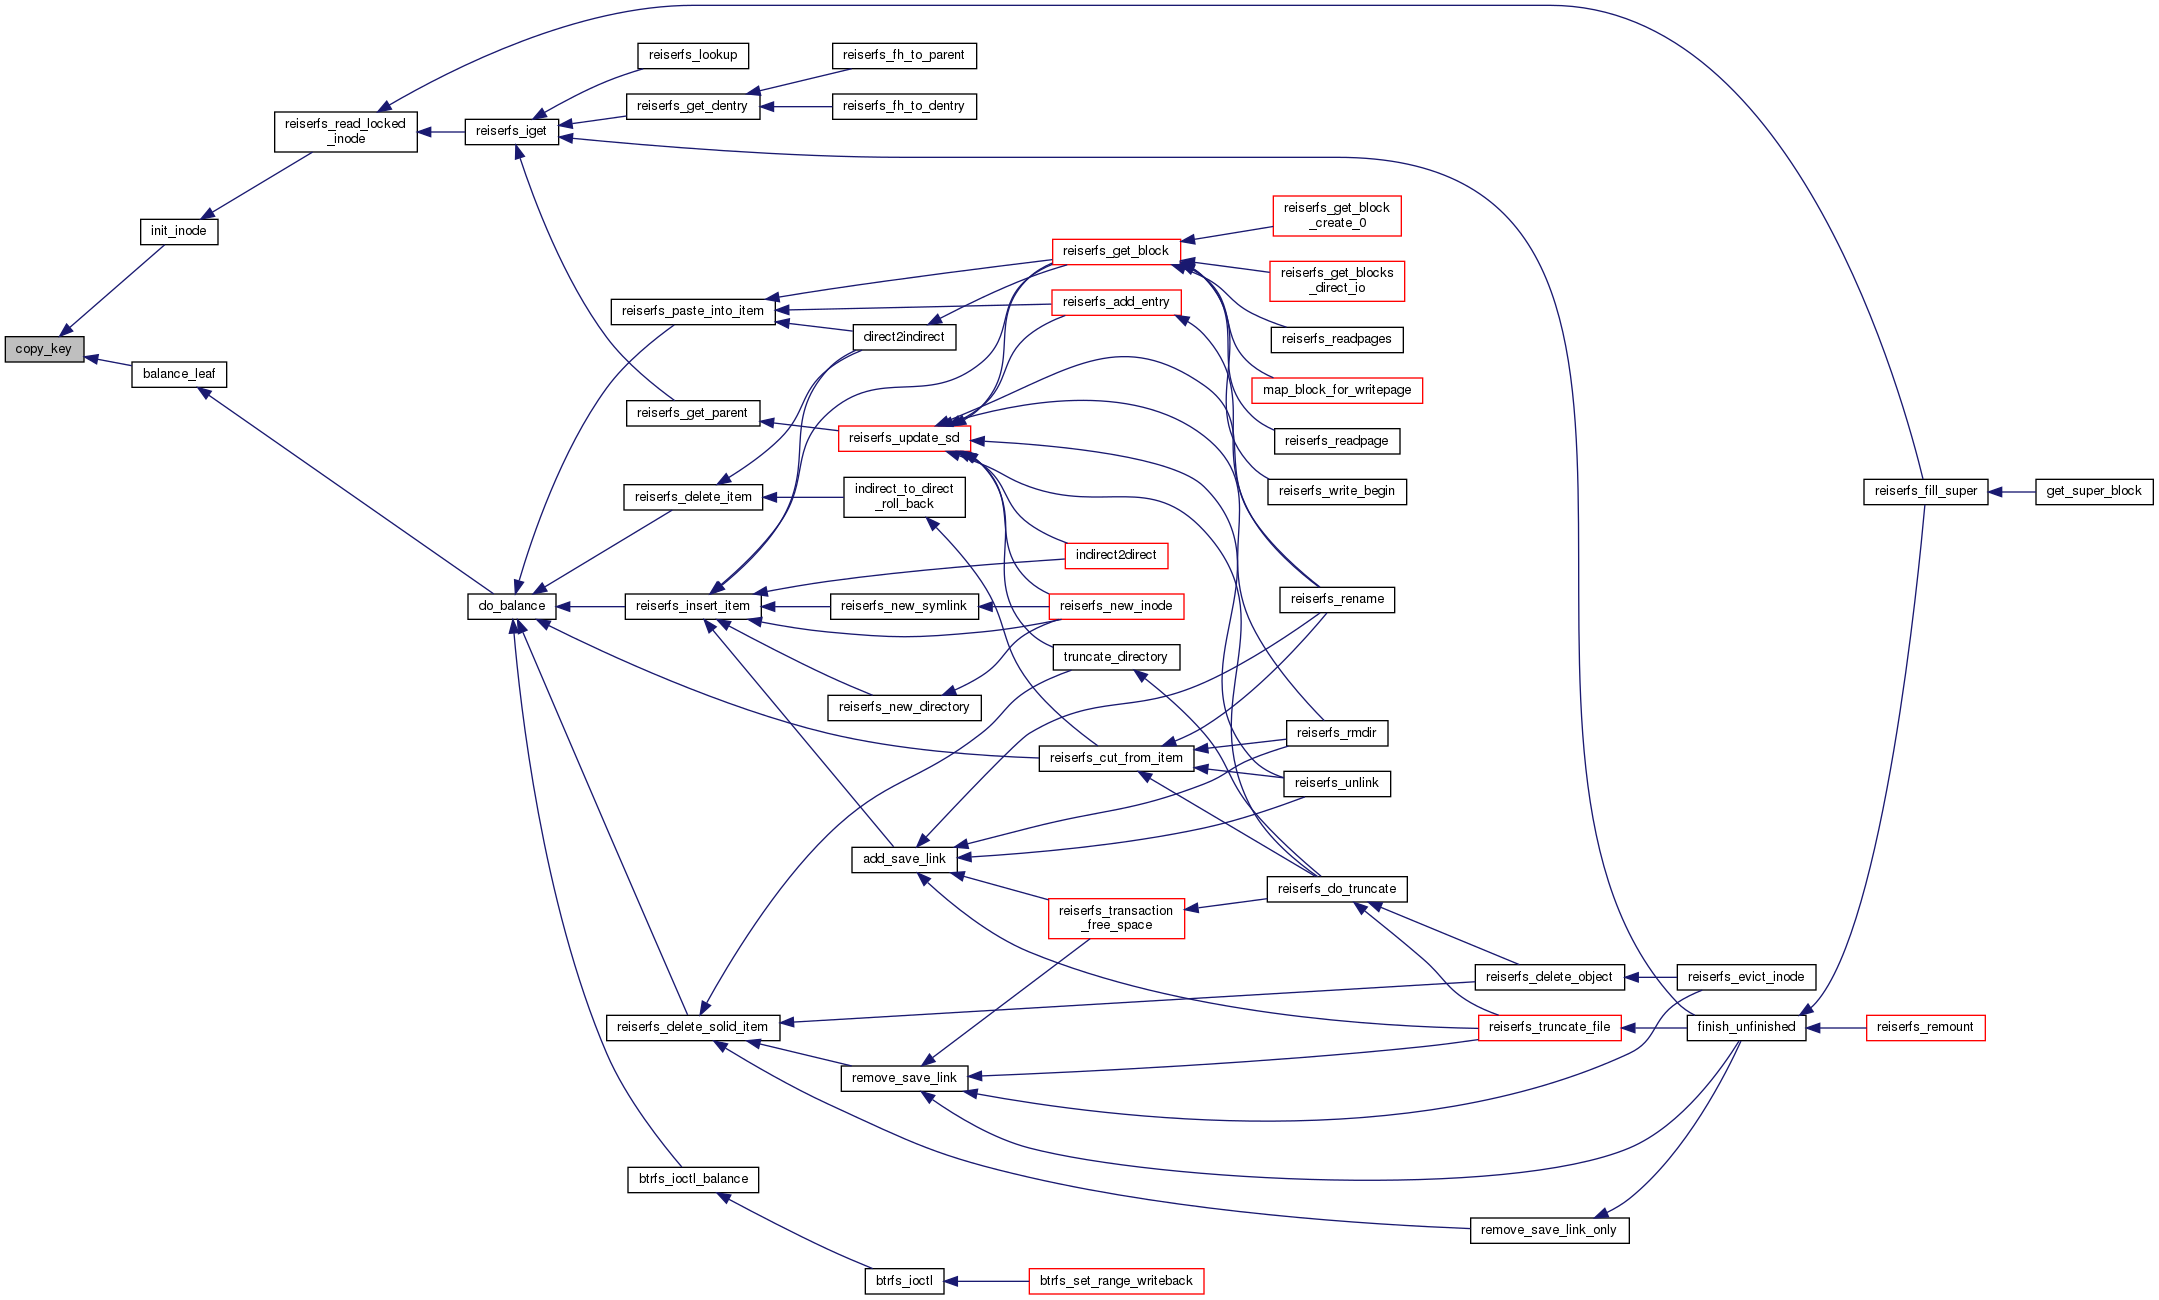 reiserfs_lookup
reiserfs_fh_to_parent
reiserfs_get_dentry
reiserfs_fh_to_dentry
reiserfs_read_locked
_inode
reiserfs_iget
init_inode
copy_key
balance_leaf
reiserfs_get_block
_create_0
reiserfs_get_block
reiserfs_get_blocks
_direct_io
reiserfs_paste_into_item
reiserfs_add_entry
direct2indirect
reiserfs_readpages
map_block_for_writepage
reiserfs_get_parent
reiserfs_update_sd
reiserfs_readpage
reiserfs_delete_item
indirect_to_direct
_roll_back
reiserfs_write_begin
reiserfs_fill_super
get_super_block
indirect2direct
do_balance
reiserfs_insert_item
reiserfs_new_symlink
reiserfs_new_inode
reiserfs_rename
truncate_directory
reiserfs_new_directory
reiserfs_rmdir
reiserfs_cut_from_item
reiserfs_unlink
add_save_link
reiserfs_do_truncate
reiserfs_transaction
_free_space
reiserfs_delete_object
reiserfs_evict_inode
reiserfs_delete_solid_item
reiserfs_truncate_file
finish_unfinished
reiserfs_remount
remove_save_link
btrfs_ioctl_balance
remove_save_link_only
btrfs_ioctl
btrfs_set_range_writeback